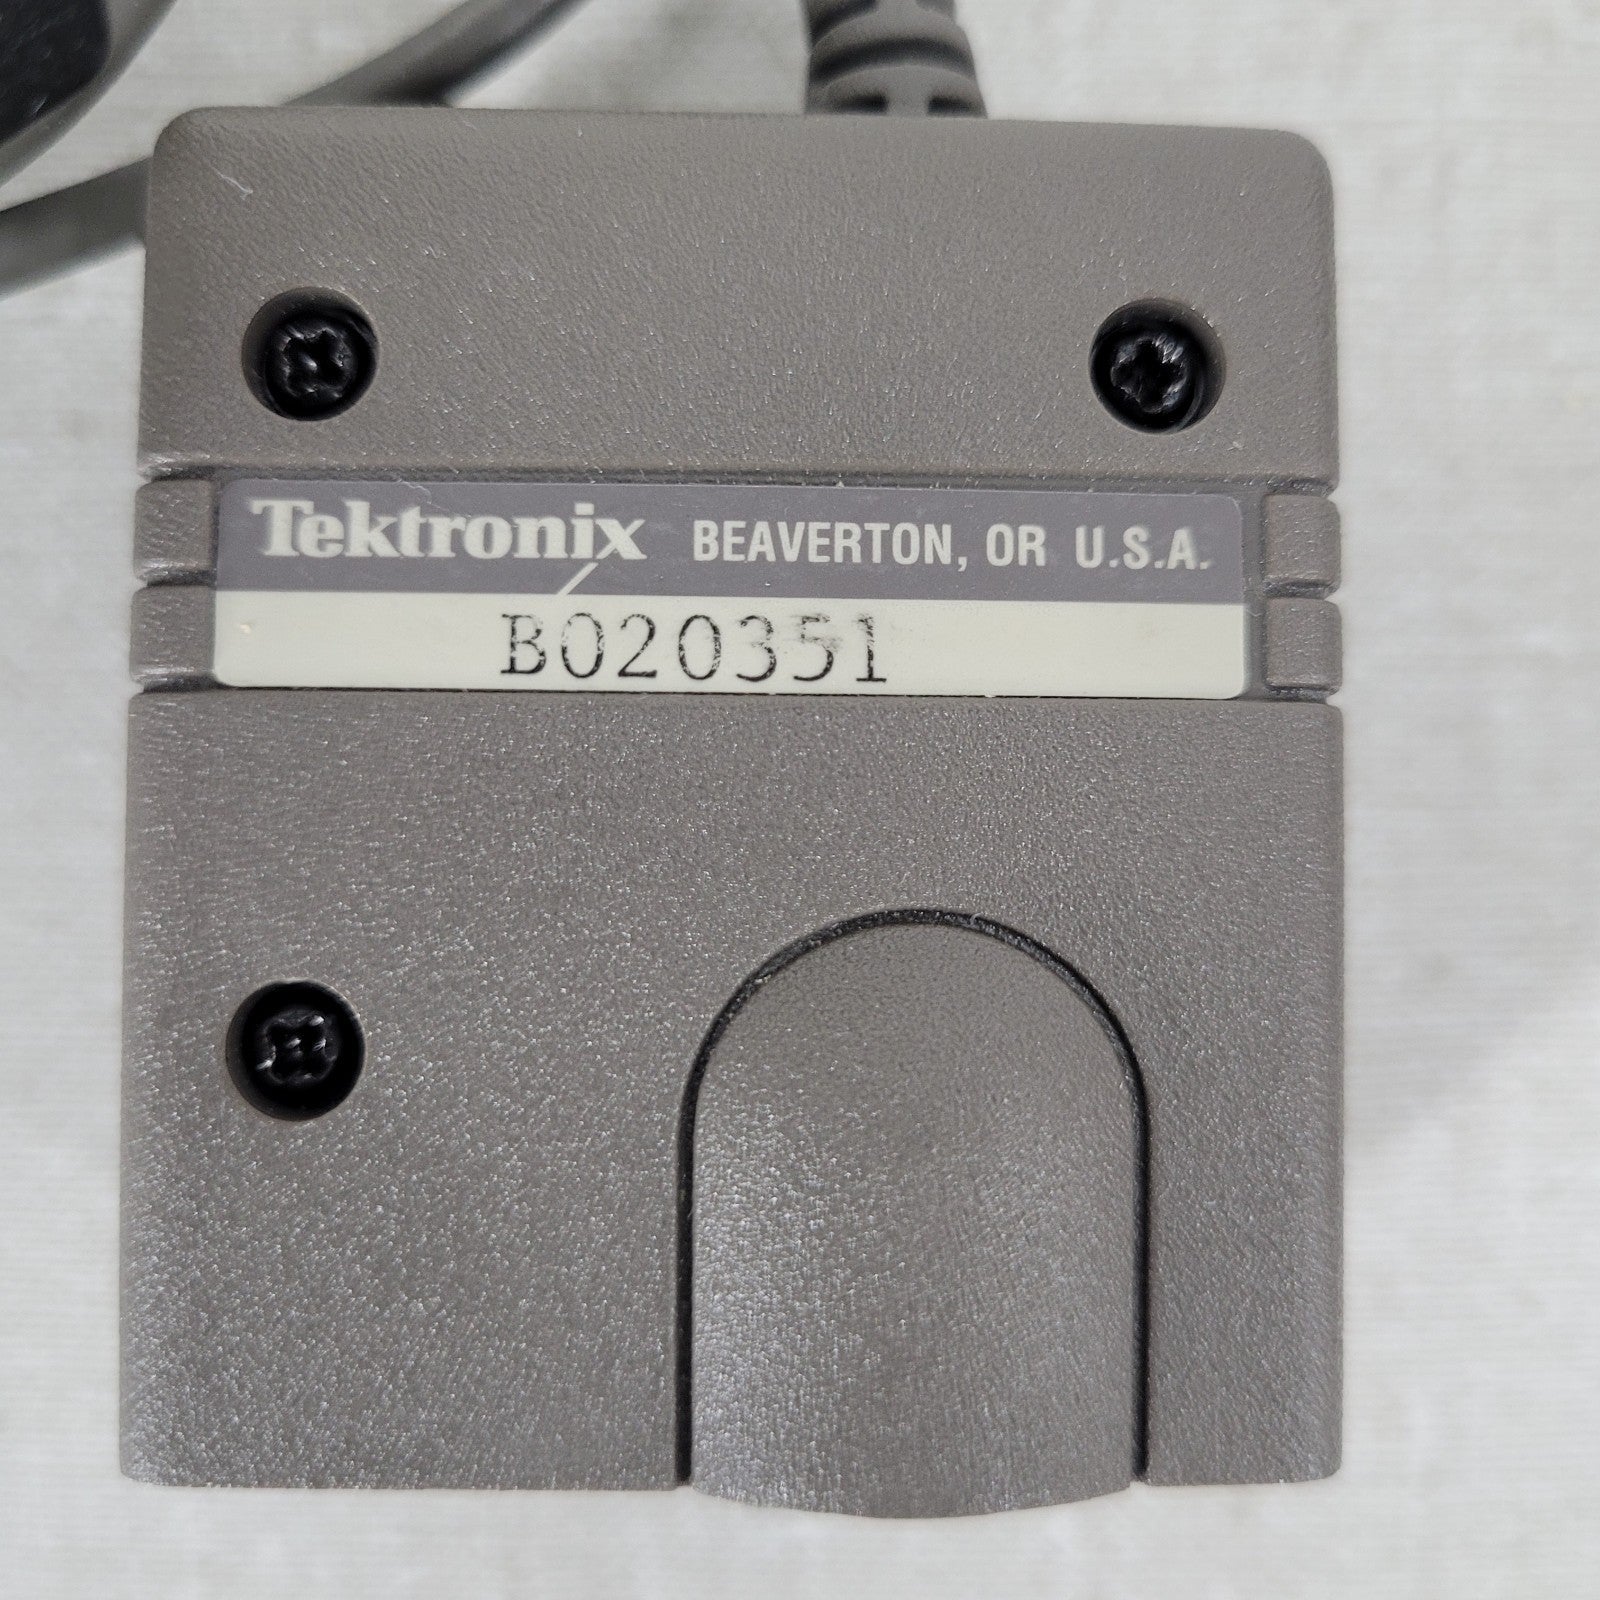 Tektronix BEAVERTON, OR U.S.A.
B020351